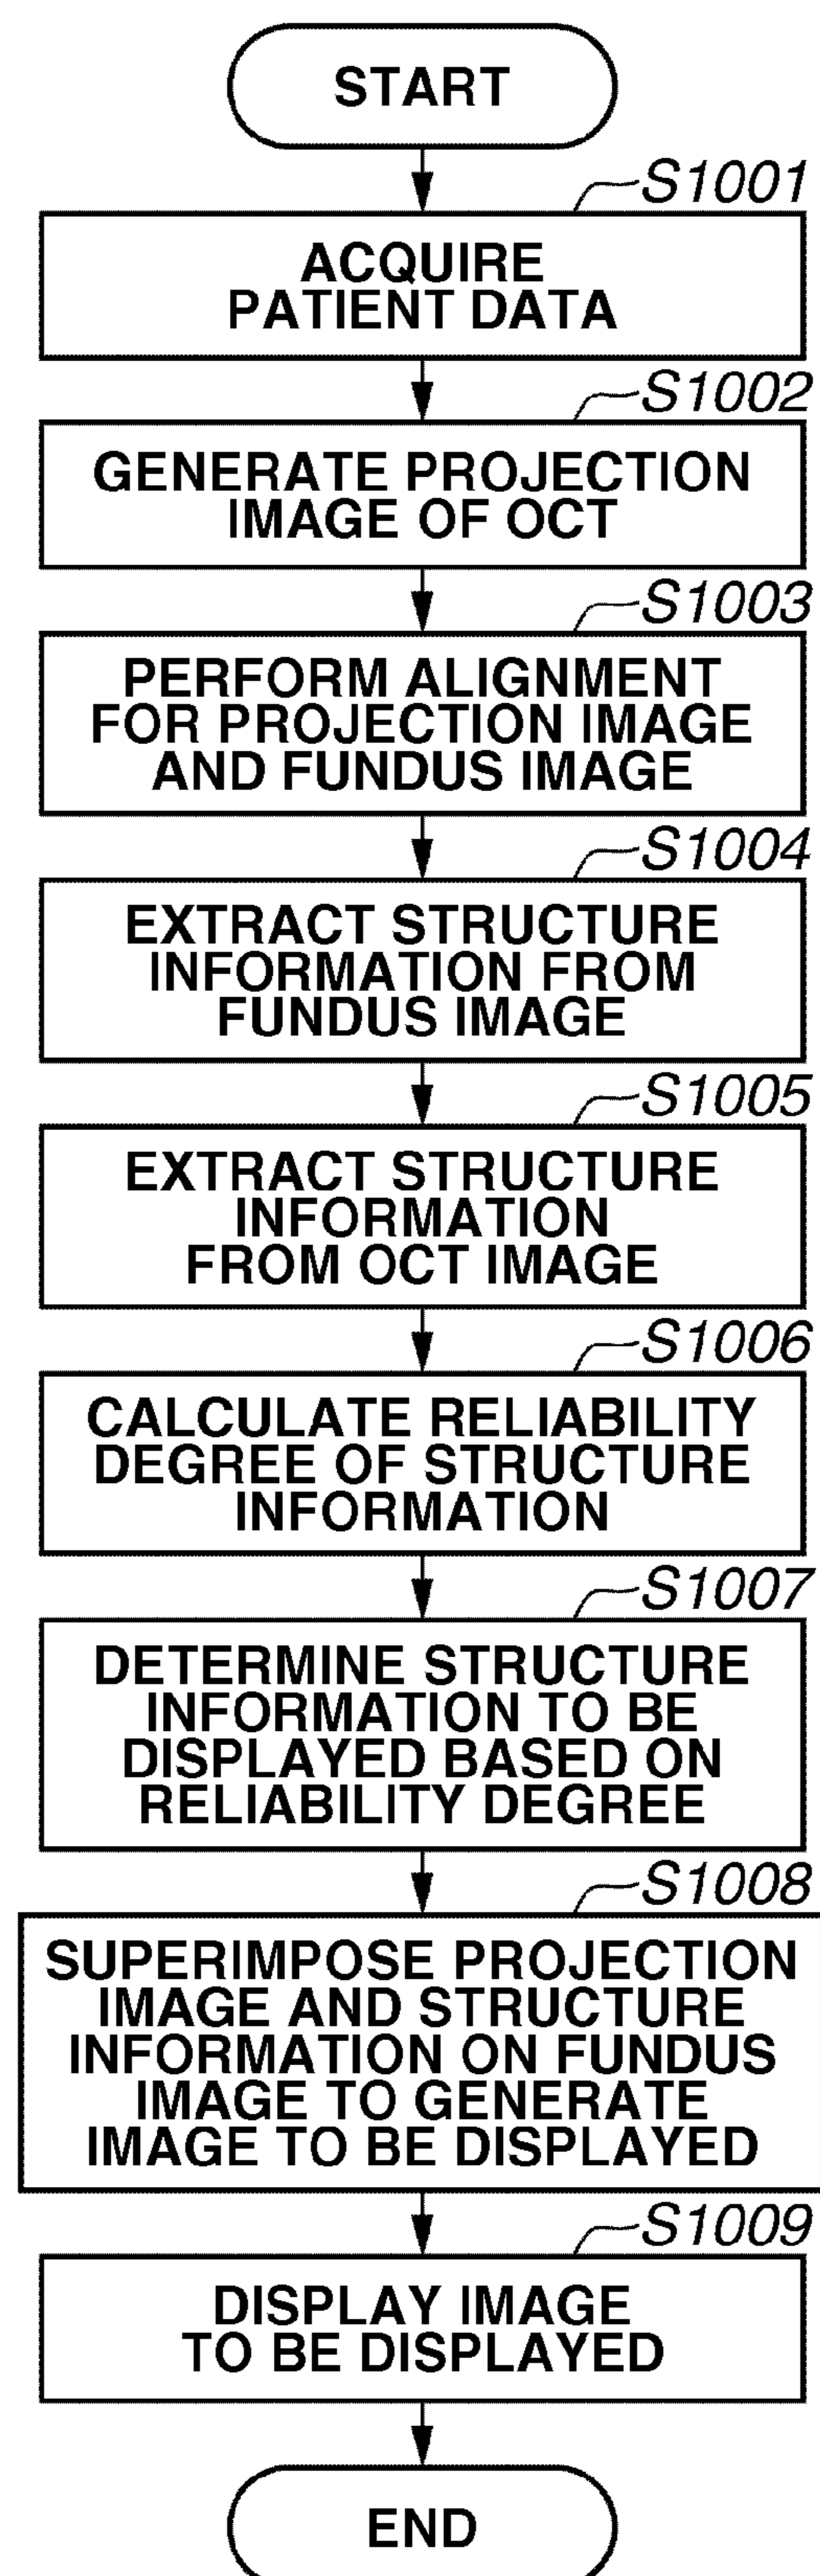 START
S1001
ACQUIRE
PATIENT DATA
S1002
GENERATE PROJECTION
IMAGE OF OCT
S1003
PERFORM ALIGNMENT
FOR PROJECTION IMAGE
AND FUNDUS IMAGE
S1004
EXTRACT STRUCTURE
INFORMATION FROM
FUNDUS IMAGE
S1005
EXTRACT STRUCTURE
INFORMATION
FROM OCT IMAGE
S1006
CALCULATE RELIABILITY
DEGREE OF STRUCTURE
INFORMATION
S1007
DETERMINE STRUCTURE
INFORMATION TO BE
DISPLAYED BASED ON
RELIABILITY DEGREE
S1008
SUPERIMPOSE PROJECTION
IMAGE AND STRUCTURE
INFORMATION ON FUNDUS
IMAGE TO GENERATE
IMAGE TO BE DISPLAYED
S1009
DISPLAY IMAGE
TO BE DISPLAYED
END